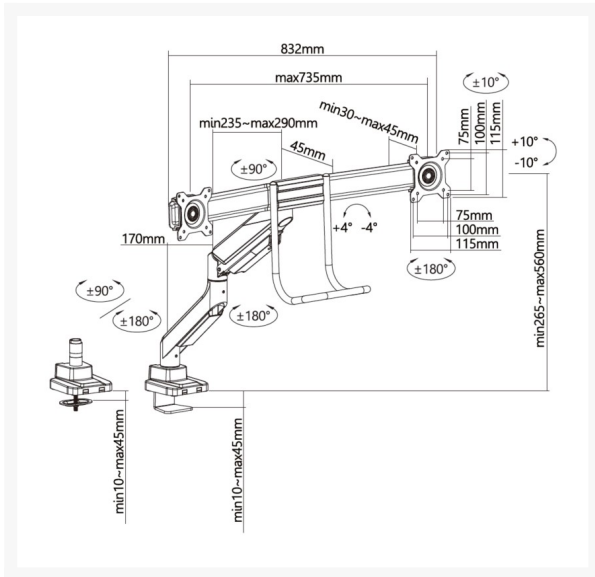 832mm
max735mm
±10°
min30~max45mm
75mm
100mm
115mm
min235~max290mm
45mm
+10°
-10°
±90°
+4° -4°
75mm
100mm
115mm
170mm
±180°
±90°
±180°
±180°
min265~max560mm
min10~max45mm
min10~max45mm